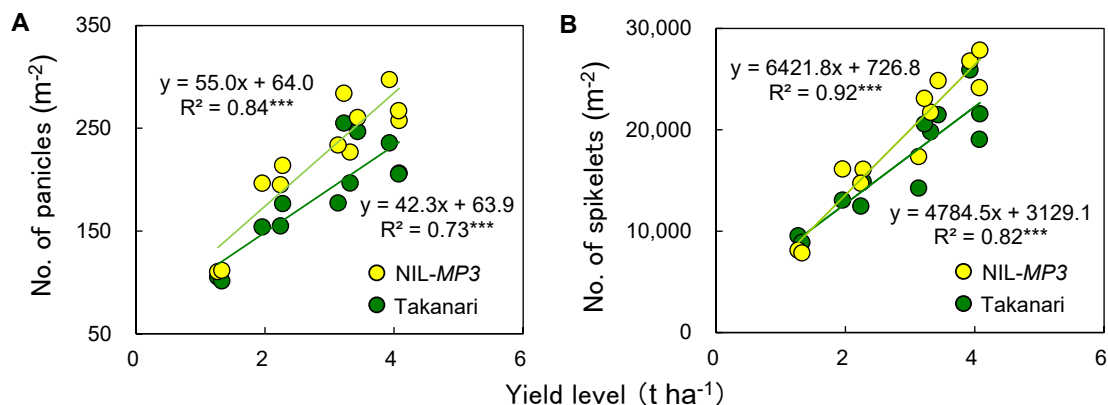 A
No. of panicles (m-2)
350
250
150
50
y = 55.0x + 64.0
R² = 0.84***
y = 42.3x + 63.9
R² = 0.73***
NIL-MP3
Takanari
0 2 4 6
B
No. of spikelets (m-2)
30,000
20,000
10,000
0
y = 6421.8x + 726.8
R² = 0.92***
y = 4784.5x + 3129.1
R² = 0.82***
NIL-MP3
Takanari
0 2 4 6
Yield level (t ha-1)